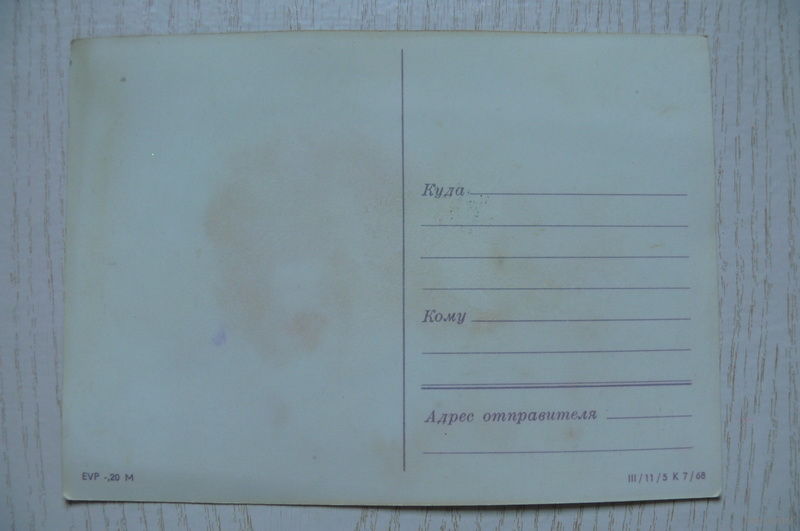 Куда
Кому
Адрес отправителя
EVP -,20 M
III/11/5 K 7/68